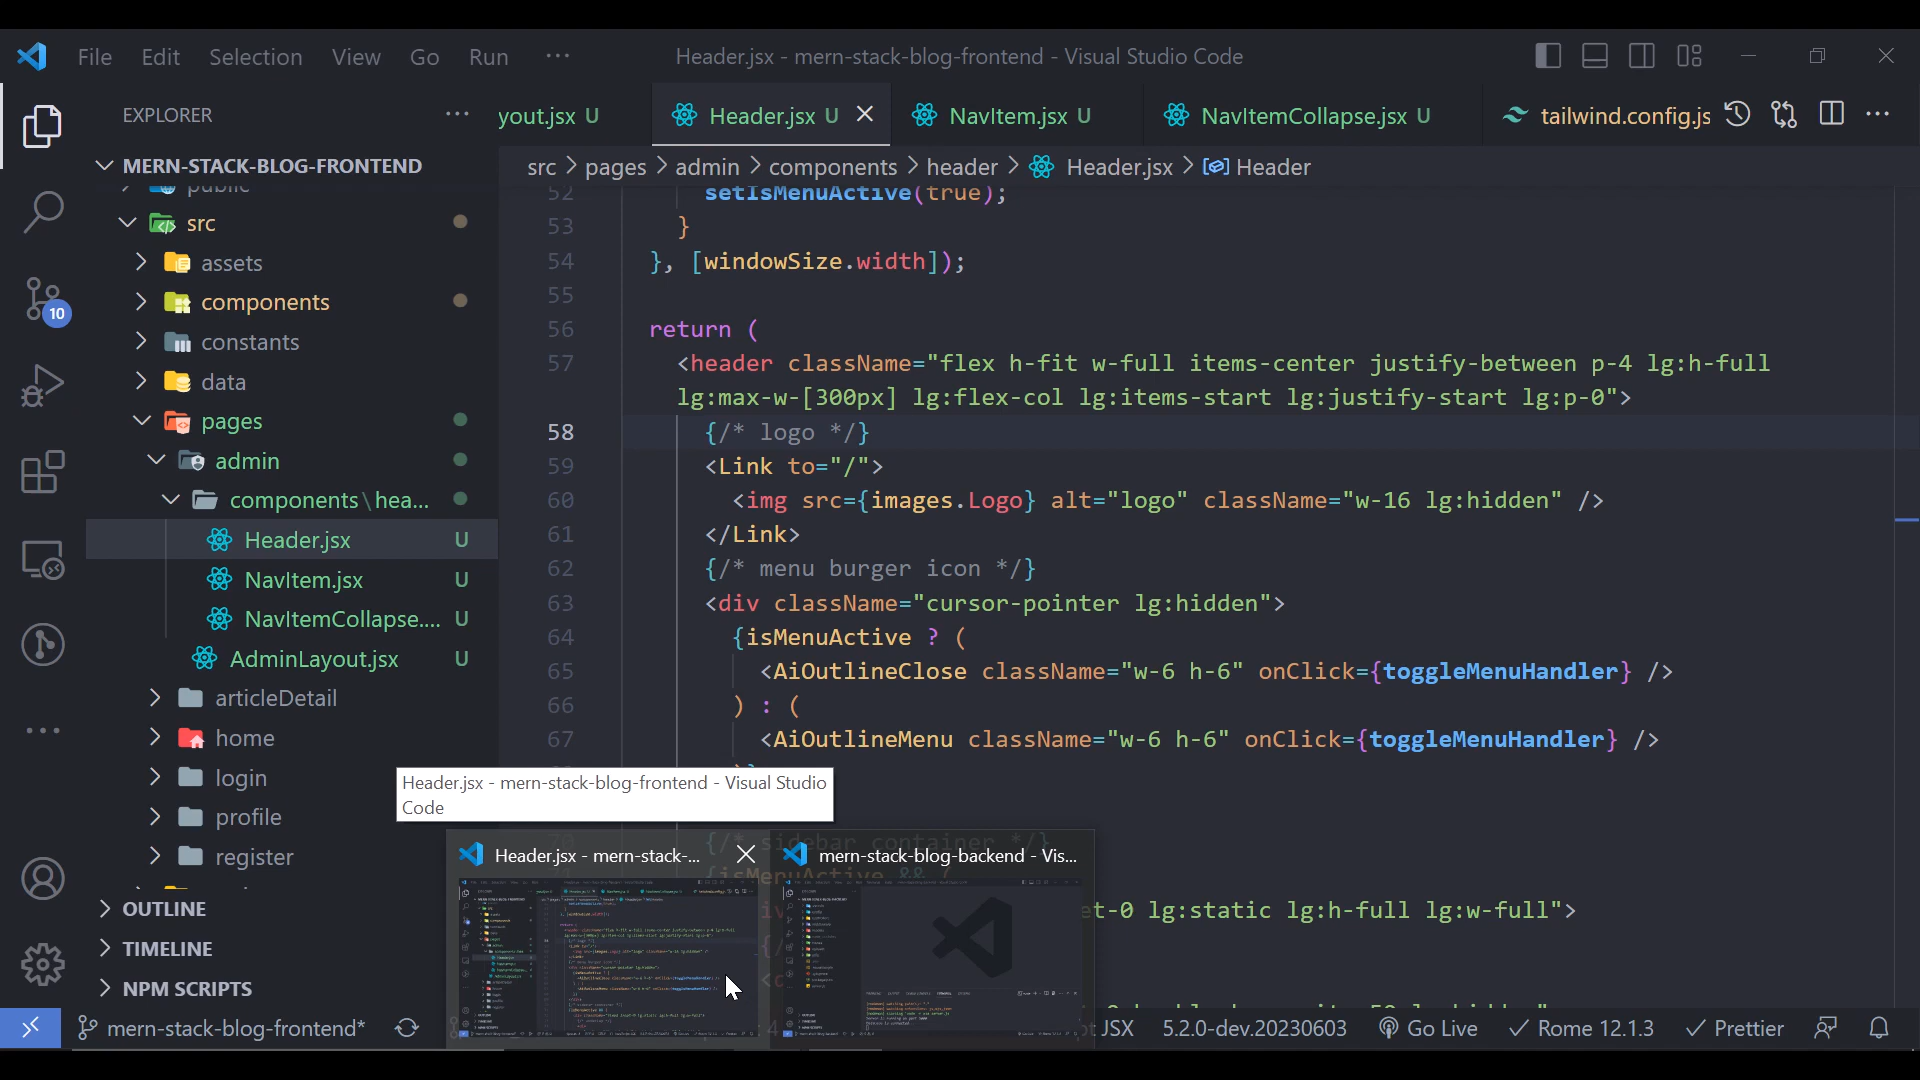 File Edit Selection View Go Run ···
Header.jsx - mern-stack-blog-frontend - Visual Studio Code
EXPLORER
yout.jsx U
Header.jsx U
NavItem.jsx U
NavItemCollapse.jsx U
tailwind.config.js
MERN-STACK-BLOG-FRONTEND
src > pages > admin > components > header > Header.jsx > Header
public
src
assets
components
constants
data
pages
admin
components\hea...
Header.jsx U
NavItem.jsx U
NavItemCollapse.... U
AdminLayout.jsx U
articleDetail
home
login
profile
register
OUTLINE
TIMELINE
NPM SCRIPTS
10
52 setIsMenuActive(true);
53 }
54 }, [windowSize.width]);
55
56 return (
57 <header className="flex h-fit w-full items-center justify-between p-4 lg:h-full
lg:max-w-[300px] lg:flex-col lg:items-start lg:justify-start lg:p-0">
58 {/* logo */}
59 <Link to="/">
60 <img src={images.Logo} alt="logo" className="w-16 lg:hidden" />
61 </Link>
62 {/* menu burger icon */}
63 <div className="cursor-pointer lg:hidden">
64 {isMenuActive ? (
65 <AiOutlineClose className="w-6 h-6" onClick={toggleMenuHandler} />
66 ) : (
67 <AiOutlineMenu className="w-6 h-6" onClick={toggleMenuHandler} />
Header.jsx - mern-stack-blog-frontend - Visual Studio
Code
{/* sidebar container */}
Header.jsx - mern-stack-...
mern-stack-blog-backend - Vis...
{isMenuActive && (
et-0 lg:static lg:h-full lg:w-full">
mern-stack-blog-frontend*
JSX
5.2.0-dev.20230603
Go Live
Rome 12.1.3
Prettier